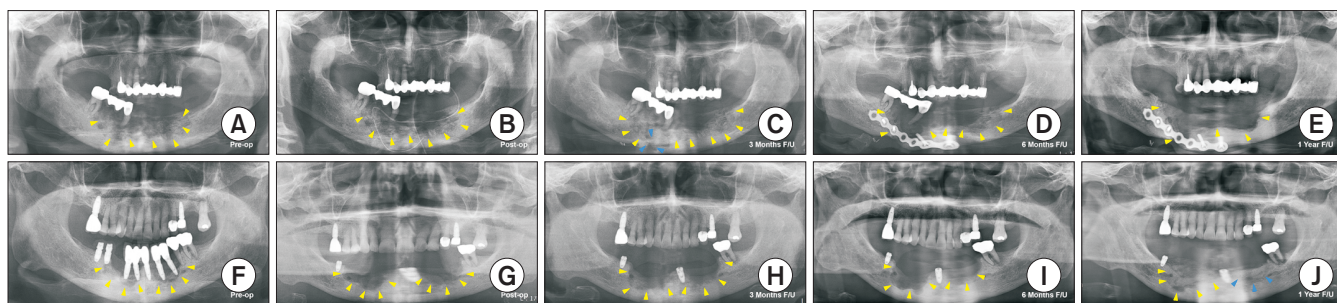 A
Pre-op
B
Post-op
C
3 Months F/U
D
6 Months F/U
E
1 Year F/U
F
Pre-op
G
Post-op
H
3 Months F/U
I
6 Months F/U
J
1 Year F/U